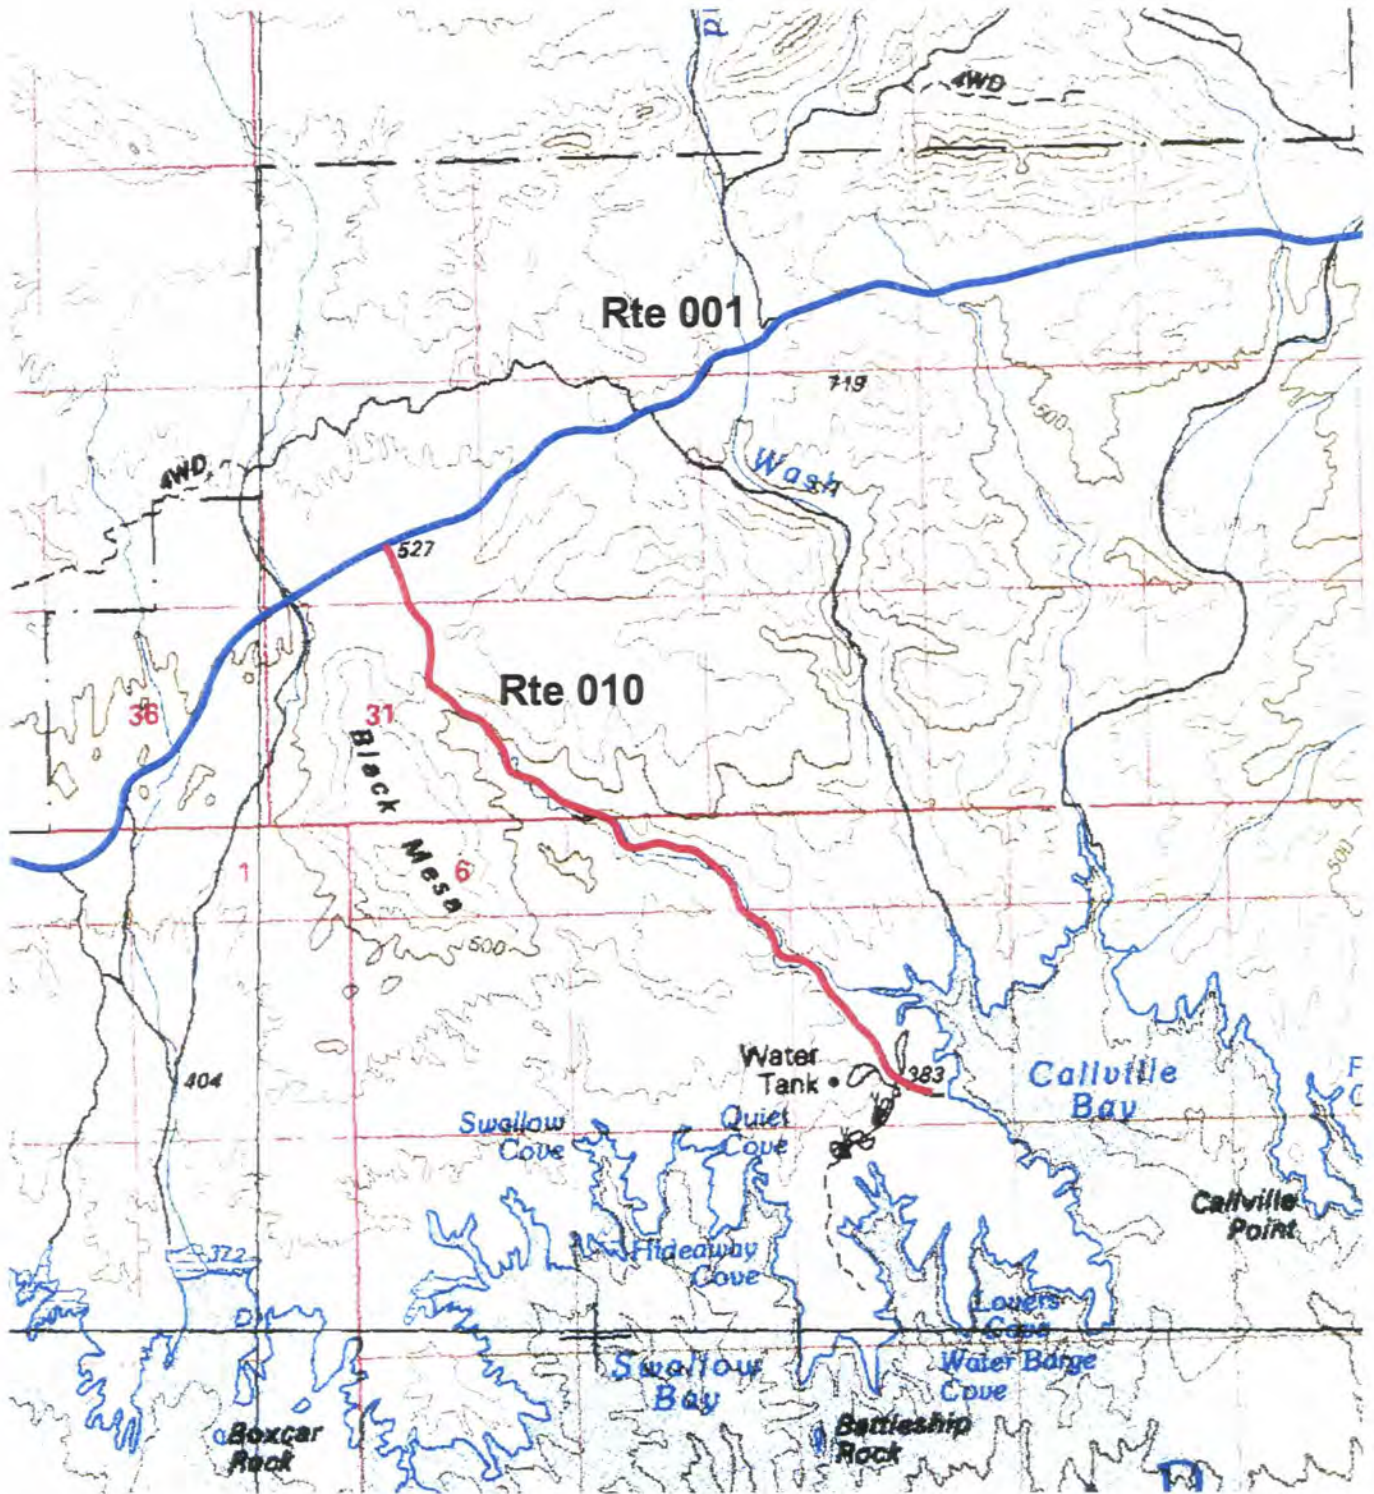 4WD
Rte 001
719
500
Wash
4WD
527
Rte 010
36
31
Black
Mesa
1
6
500
500
Water
Tank
383
404
Callville
Bay
Swallow
Cove
Quiet
Cove
Callville
Point
372
Hideaway
Cove
Lovers
Cove
Swallow
Bay
Water Barge
Cove
Boxcar
Rock
Battleship
Rock